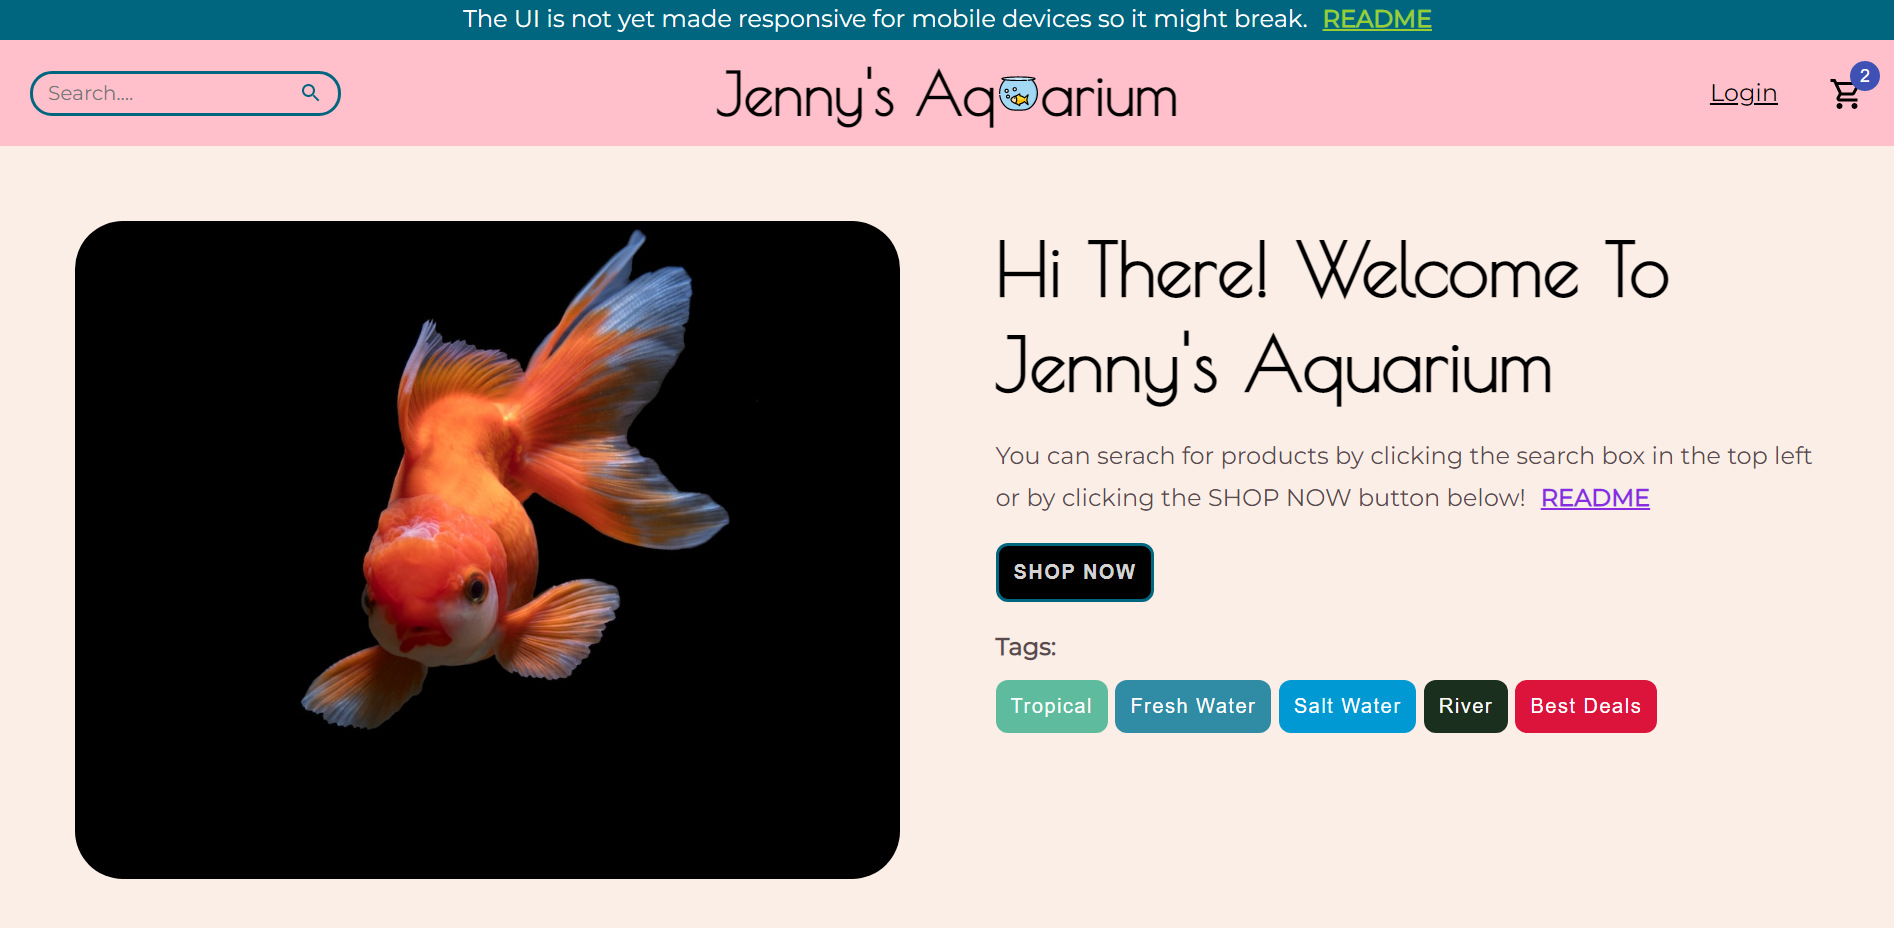 The UI is not yet made responsive for mobile devices so it might break. README
Search....
Jenny's Aquarium
Login
2
Hi There! Welcome To
Jenny's Aquarium
You can serach for products by clicking the search box in the top left
or by clicking the SHOP NOW button below! README
SHOP NOW
Tags:
Tropical Fresh Water Salt Water River Best Deals